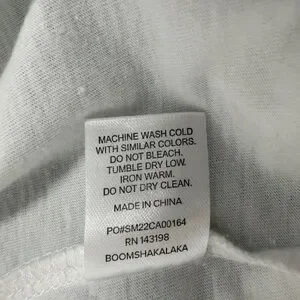 MACHINE WASH COLD
WITH SIMILAR COLORS.
DO NOT BLEACH.
TUMBLE DRY LOW.
IRON WARM.
DO NOT DRY CLEAN.
MADE IN CHINA
PO#SM22CA00164
RN 143198
BOOMSHAKALAKA